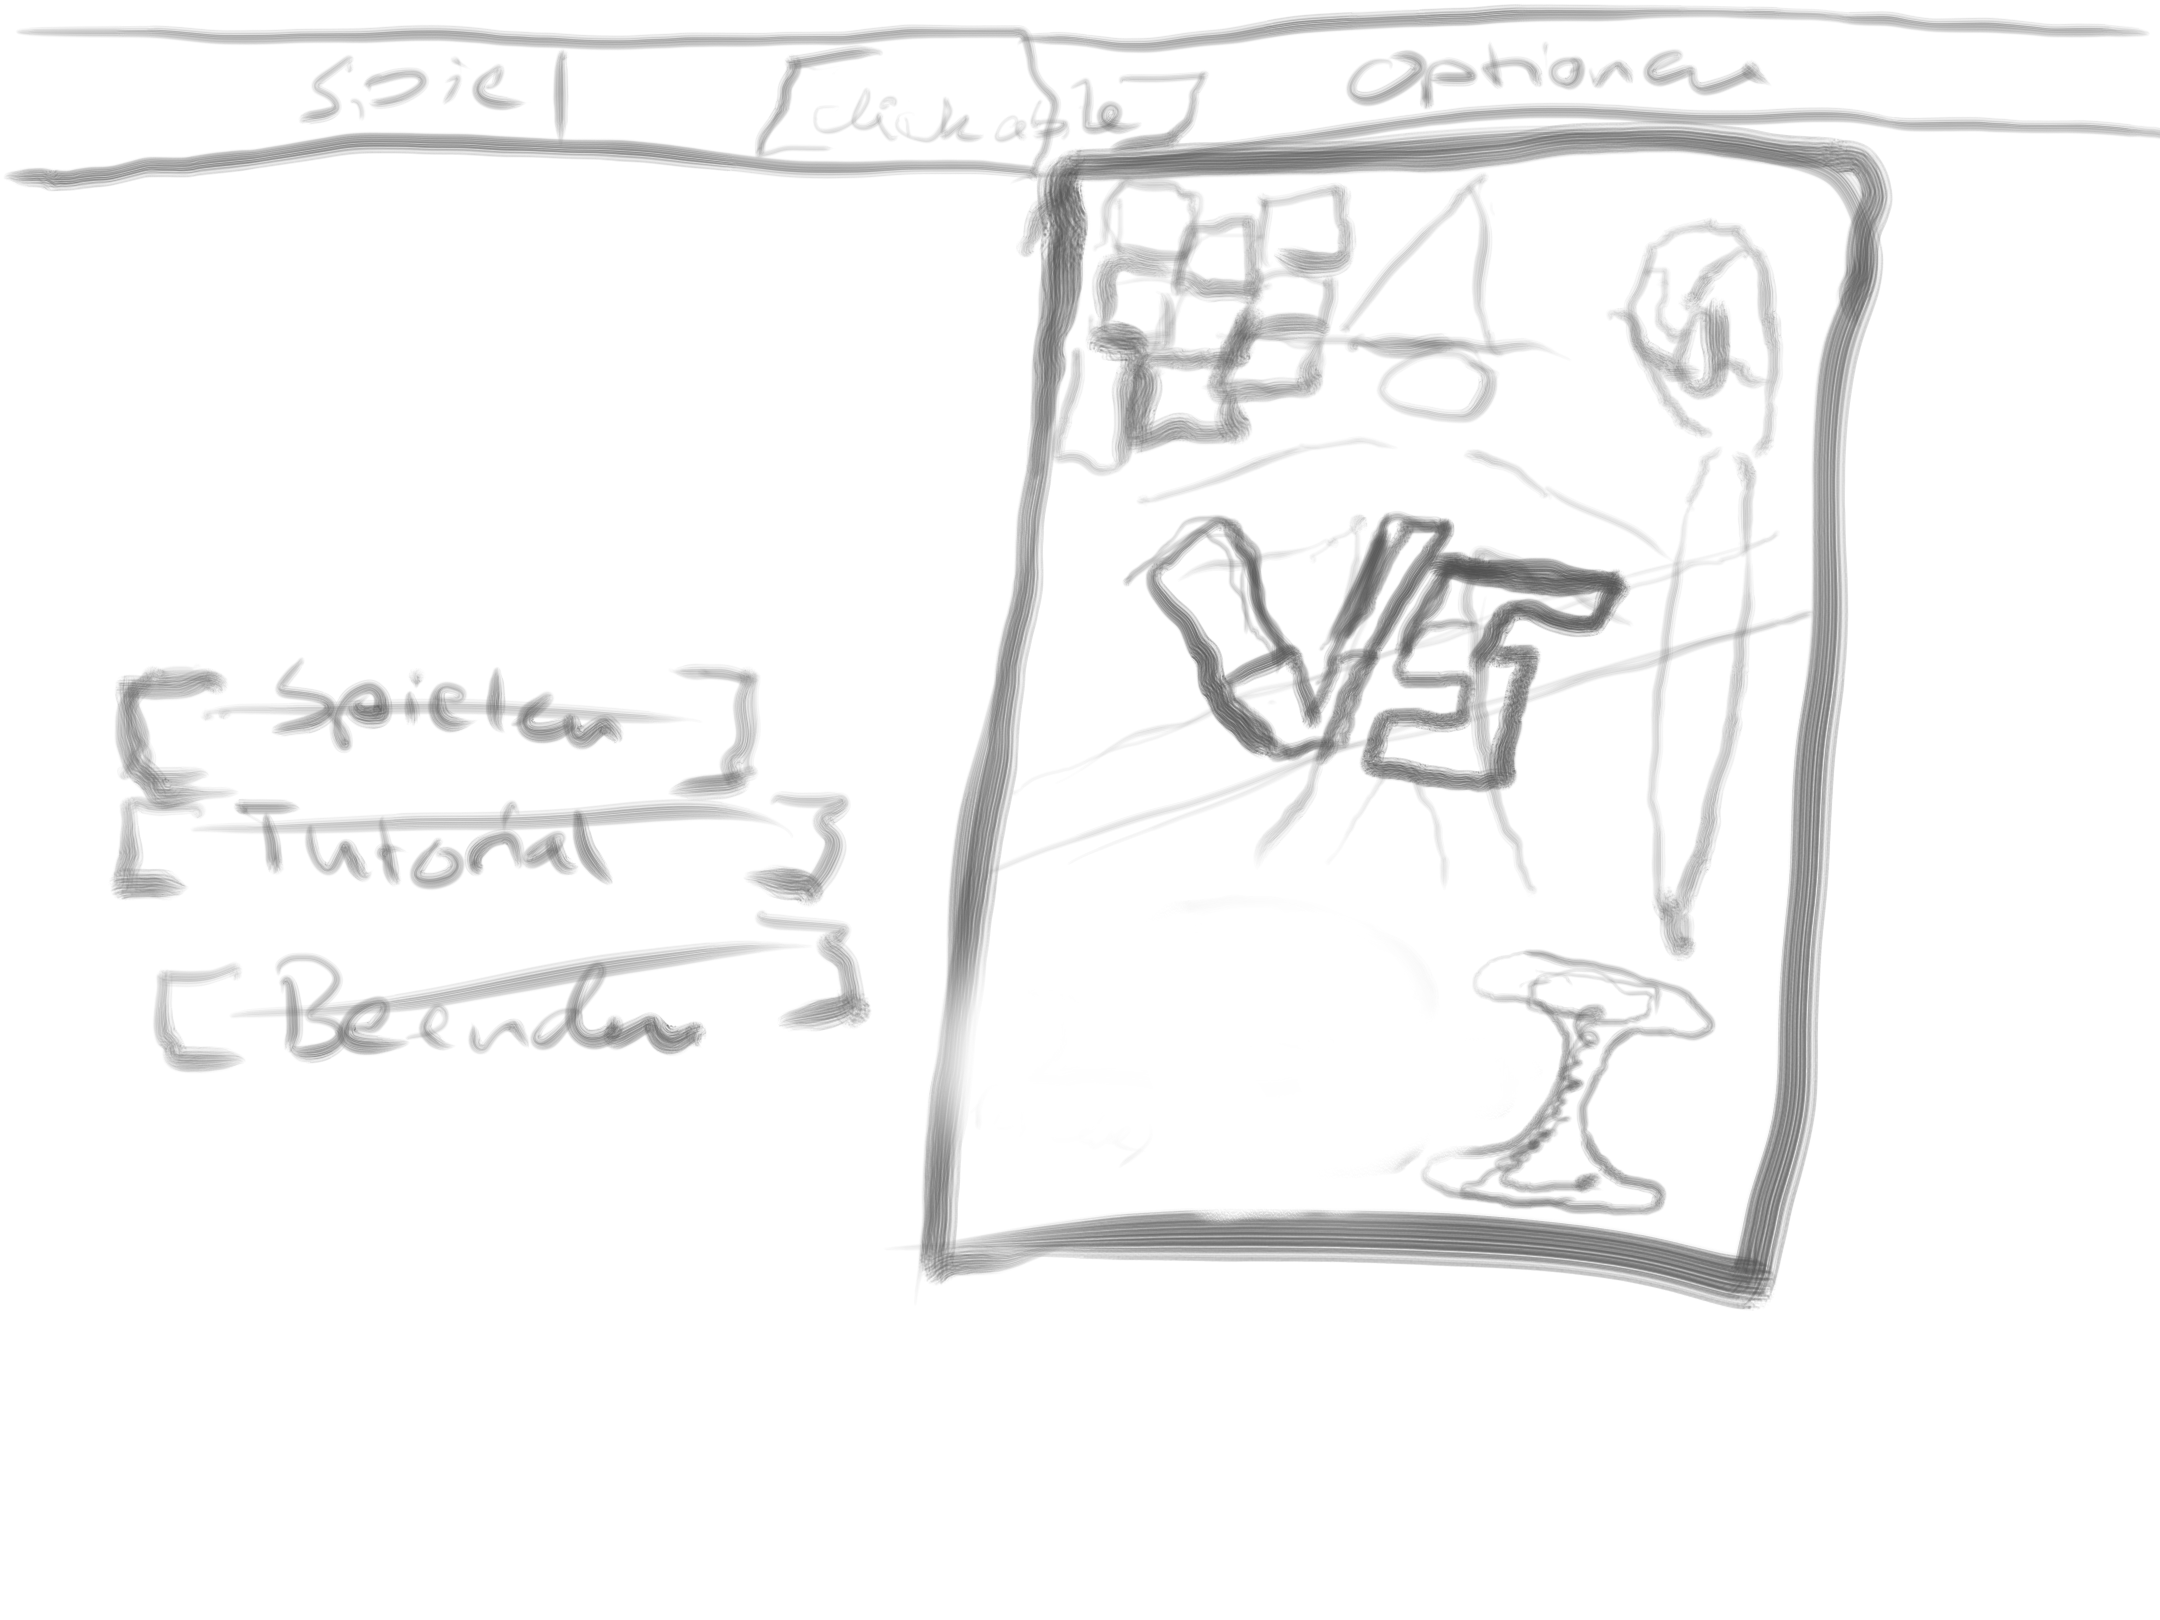 Spiel [clickable] Optionen
[Spielen]
[Tutorial]
[Beenden]
VS